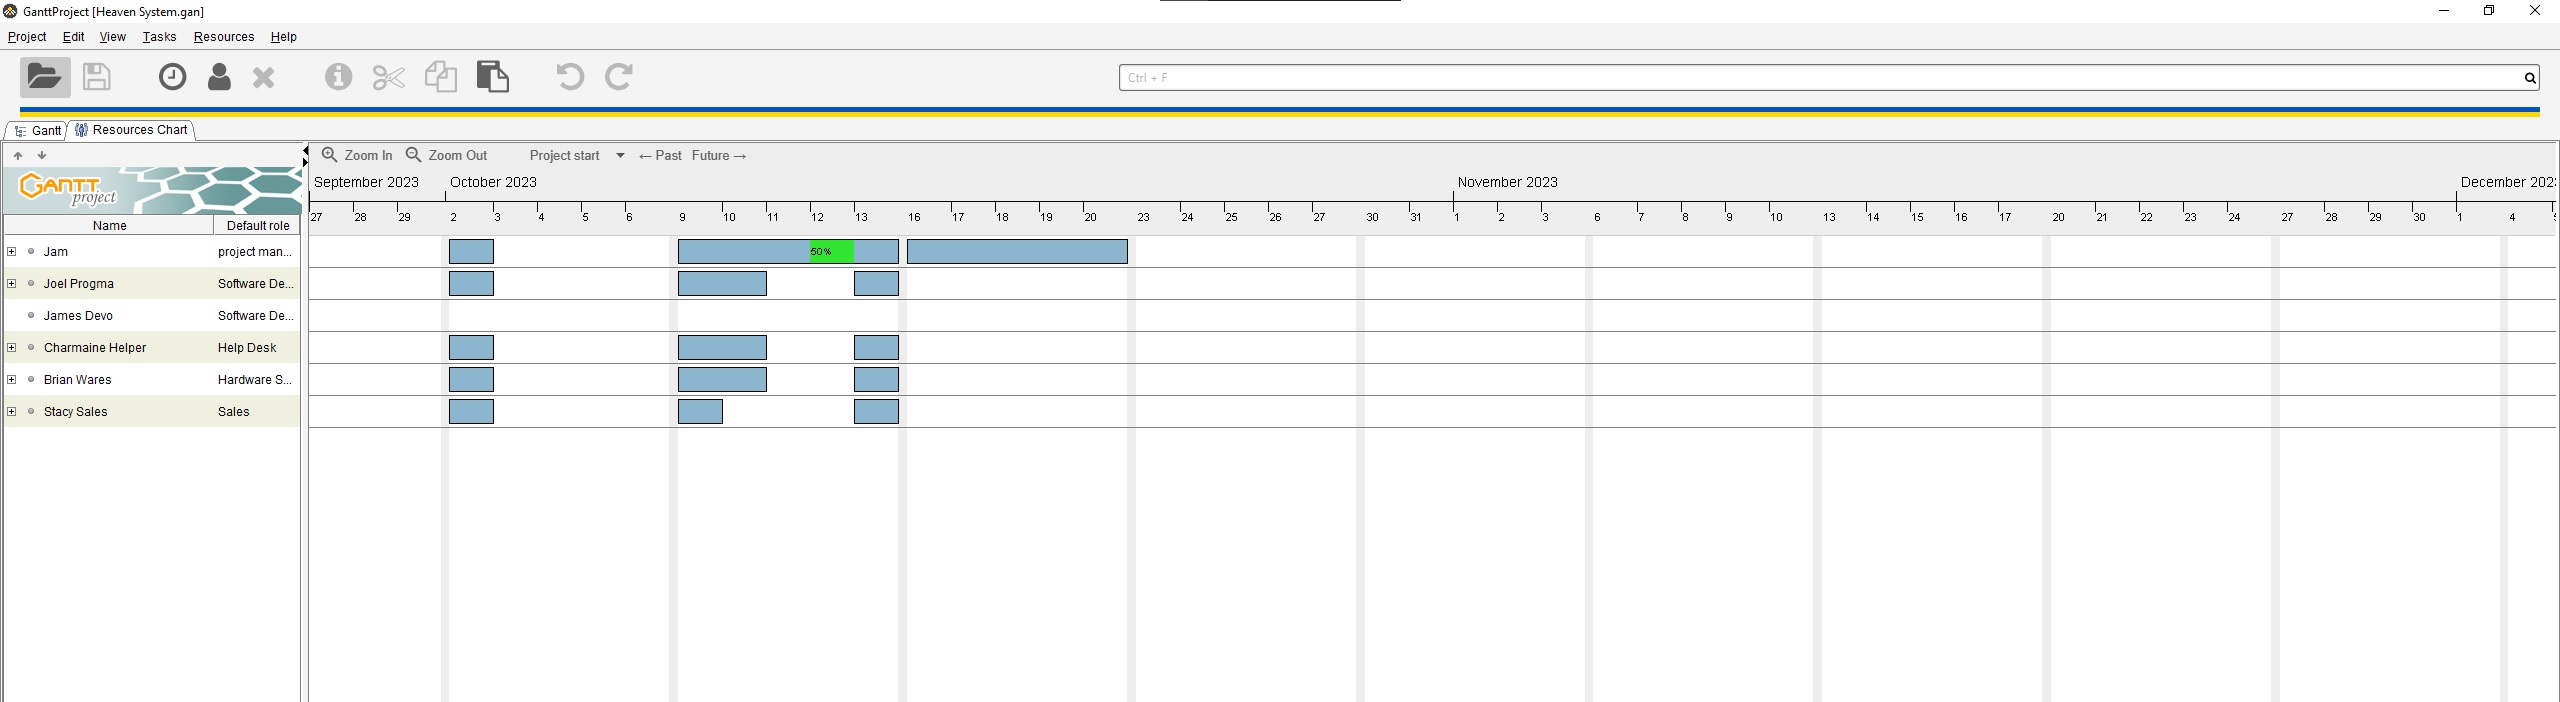 GanttProject [Heaven System.gan]
Project Edit View Tasks Resources Help
Ctrl + F
Gantt Resources Chart
Zoom In Zoom Out Project start ← Past Future →
GANTT project
September 2023 October 2023 November 2023 December 202
27 28 29 2 3 4 5 6 9 10 11 12 13 16 17 18 19 20 23 24 25 26 27 30 31 1 2 3 6 7 8 9 10 13 14 15 16 17 20 21 22 23 24 27 28 29 30 1 4
Name Default role
Jam project man... 50%
Joel Progma Software De...
James Devo Software De...
Charmaine Helper Help Desk
Brian Wares Hardware S...
Stacy Sales Sales